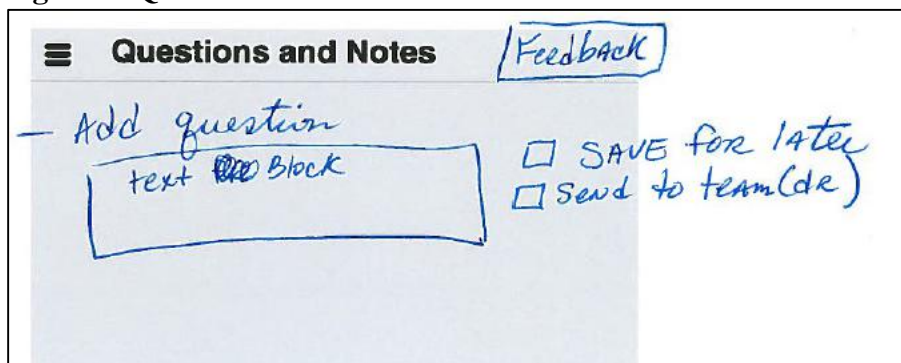 Questions and Notes
Feedback
— Add question
text Block
SAVE for later
Send to team (dr)